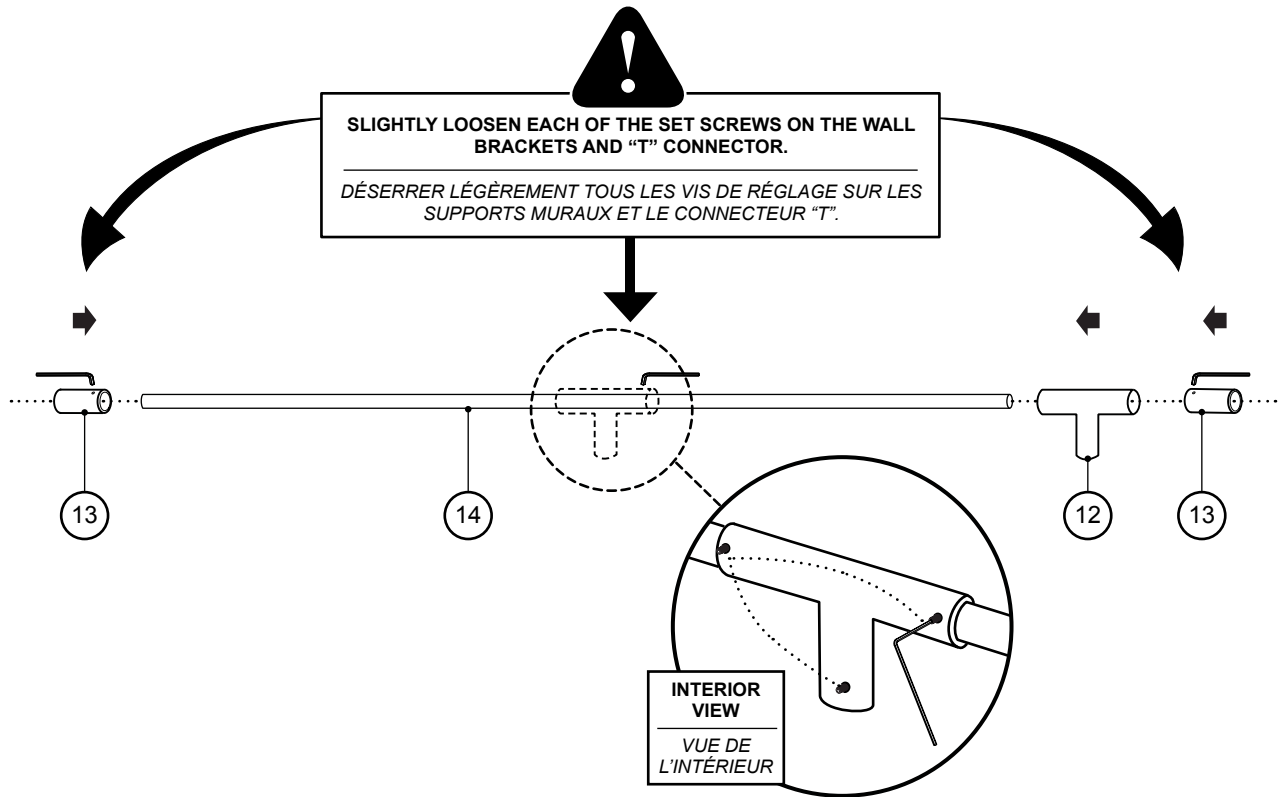 SLIGHTLY LOOSEN EACH OF THE SET SCREWS ON THE WALL
BRACKETS AND “T” CONNECTOR.
DÉSERRER LÉGÈREMENT TOUS LES VIS DE RÉGLAGE SUR LES
SUPPORTS MURAUX ET LE CONNECTEUR “T”.
13
14
12
13
INTERIOR
VIEW
VUE DE
L’INTÉRIEUR